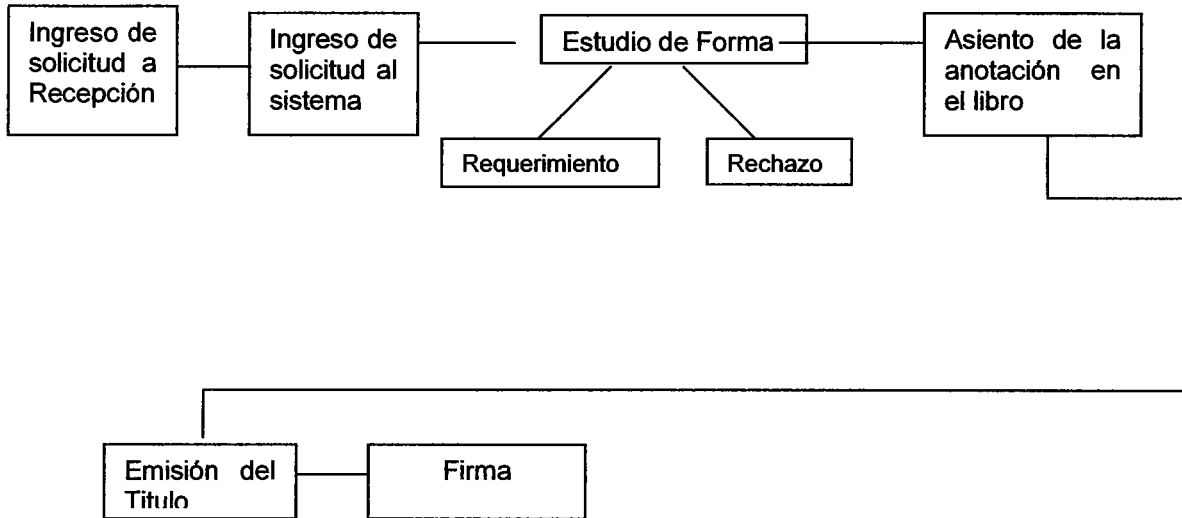 Ingreso de
solicitud a
Recepción
Ingreso de
solicitud al
sistema
Estudio de Forma
Asiento de la
anotación en
el libro
Requerimiento
Rechazo
Emisión del
Titulo
Firma